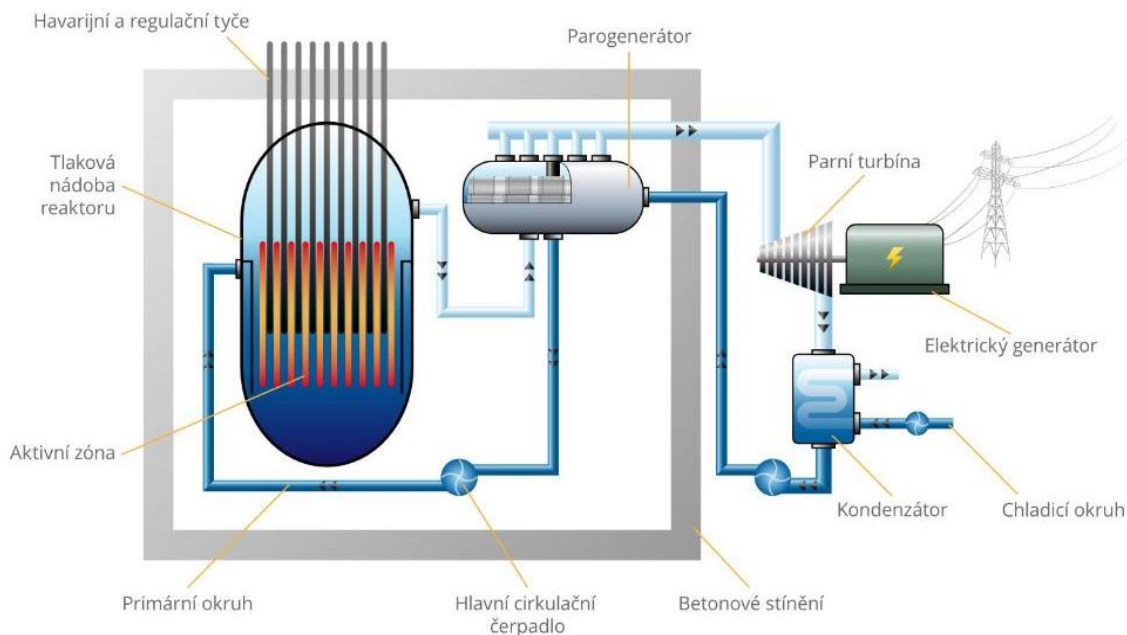 Havarijní a regulační tyče
Parogenerátor
Tlaková
nádoba
reaktoru
Parní turbína
Elektrický generátor
Aktivní zóna
Kondenzátor
Chladicí okruh
Primární okruh
Hlavní cirkulační
čerpadlo
Betonové stínění